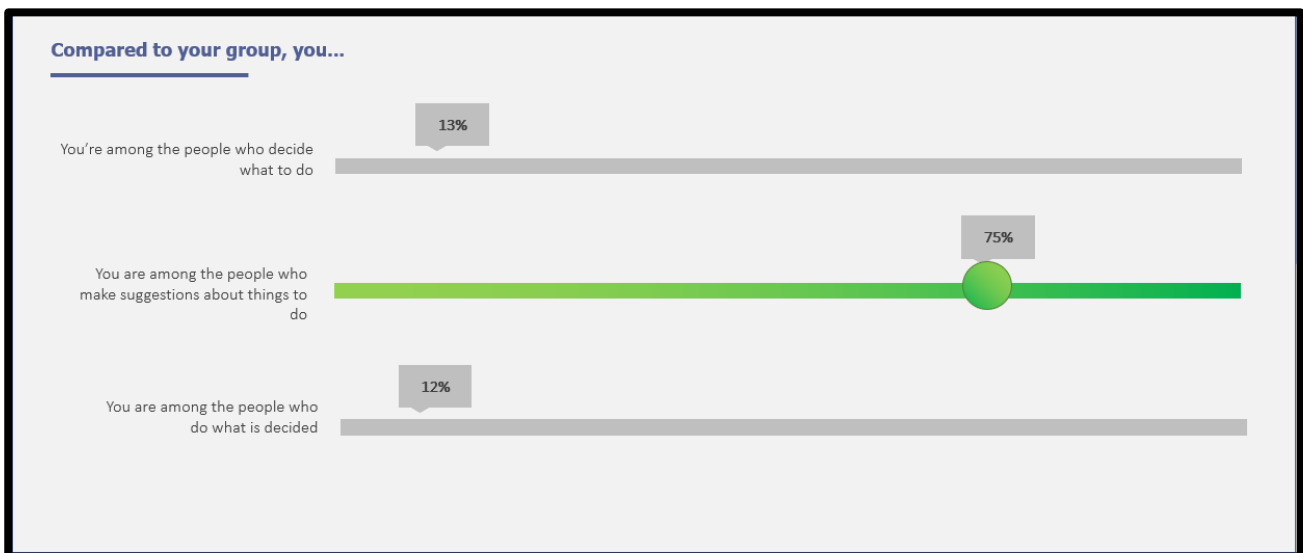 Compared to your group, you...
13%
You’re among the people who decide
what to do
75%
You are among the people who
make suggestions about things to
do
12%
You are among the people who
do what is decided